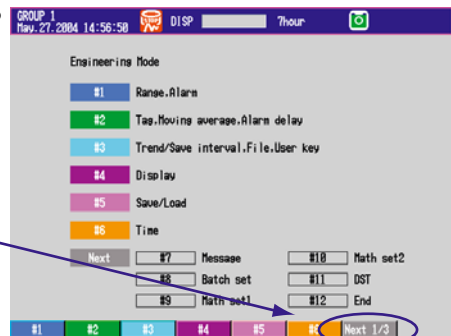 GROUP 1
May.27.2004 14:56:50 DISP 7hour
Engineering Mode
#1 Range.Alarm
#2 Tag.Moving average.Alarm delay
#3 Trend/Save interval.File.User key
#4 Display
#5 Save/Load
#6 Time
Next #7 Message #10 Math set2
#8 Batch set #11 DST
#9 Math set1 #12 End
#1 #2 #3 #4 #5 #6 Next 1/3